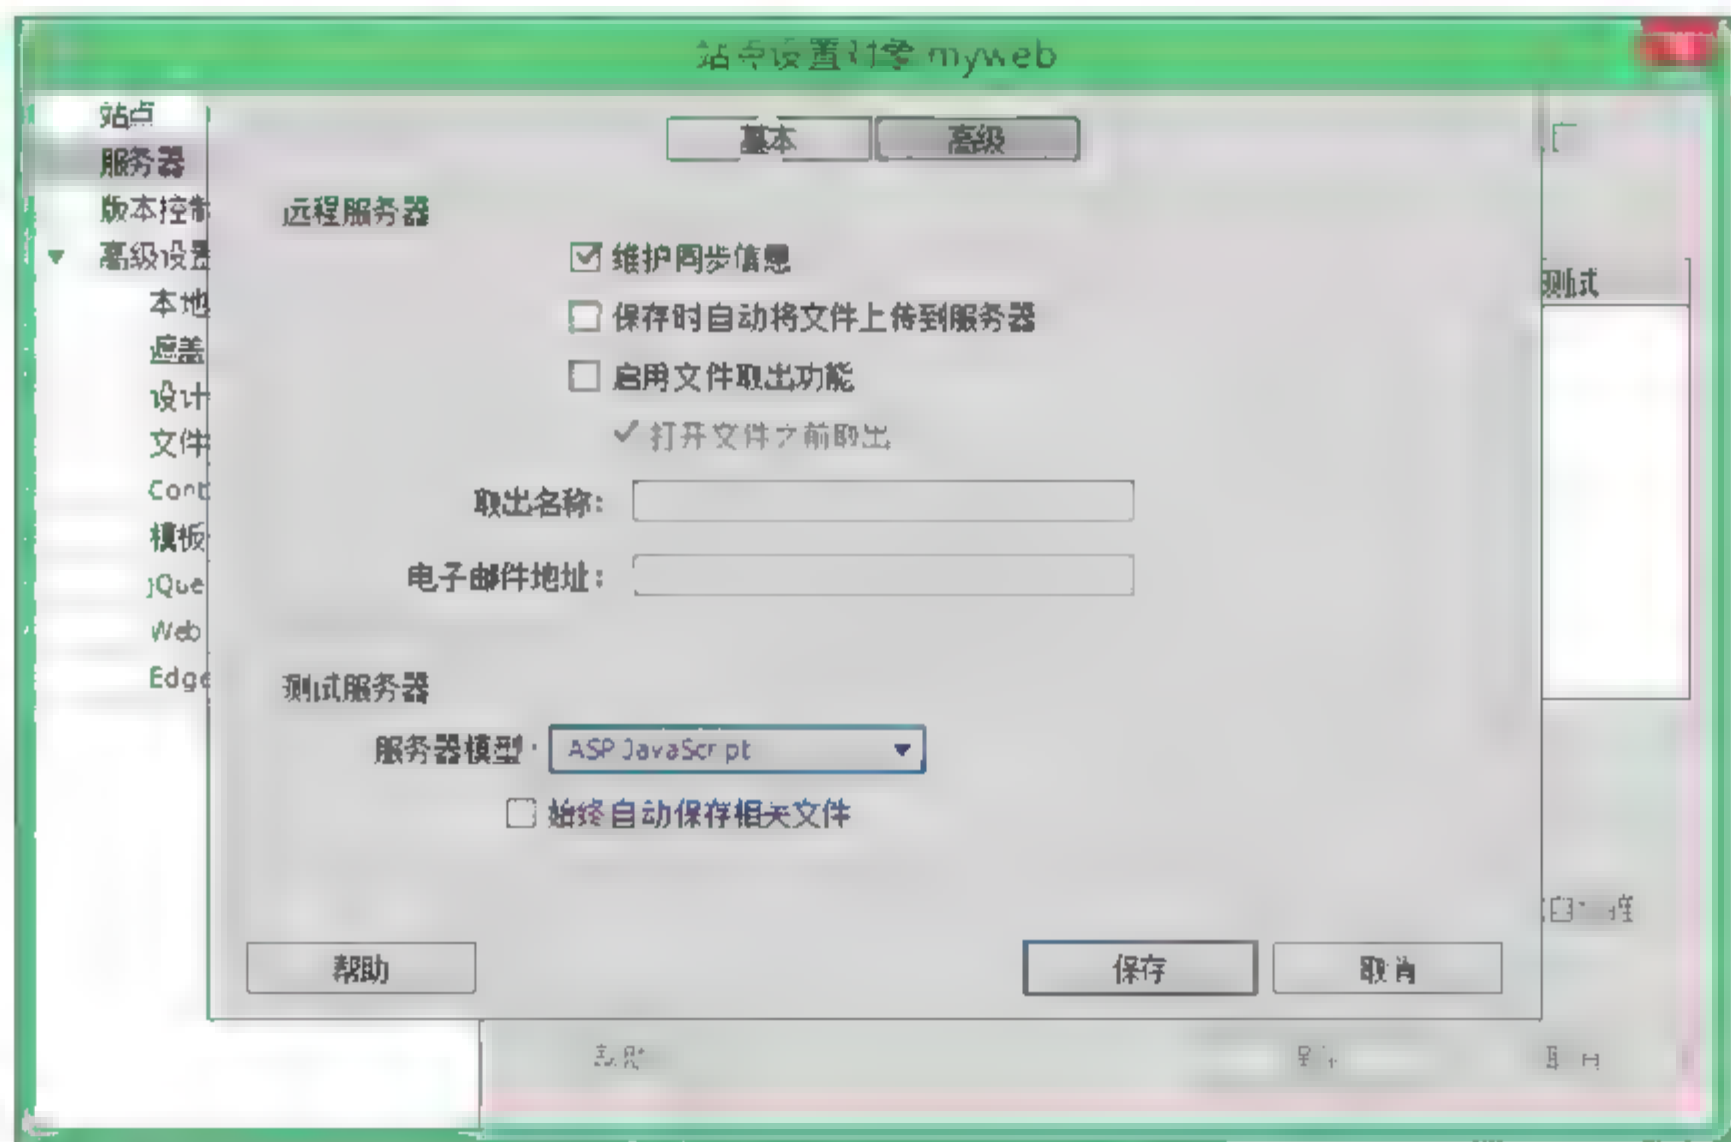 站点设置对象 myweb
站点
服务器
版本控制
高级设置
本地
遮盖
设计
文件
Cont
模板
jQue
Web
Edge
基本
高级
远程服务器
维护同步信息
保存时自动将文件上传到服务器
启用文件取出功能
打开文件之前取出
取出名称:
电子邮件地址:
测试服务器
服务器模型:
ASP JavaScript
始终自动保存相关文件
测试
帮助
保存
取消